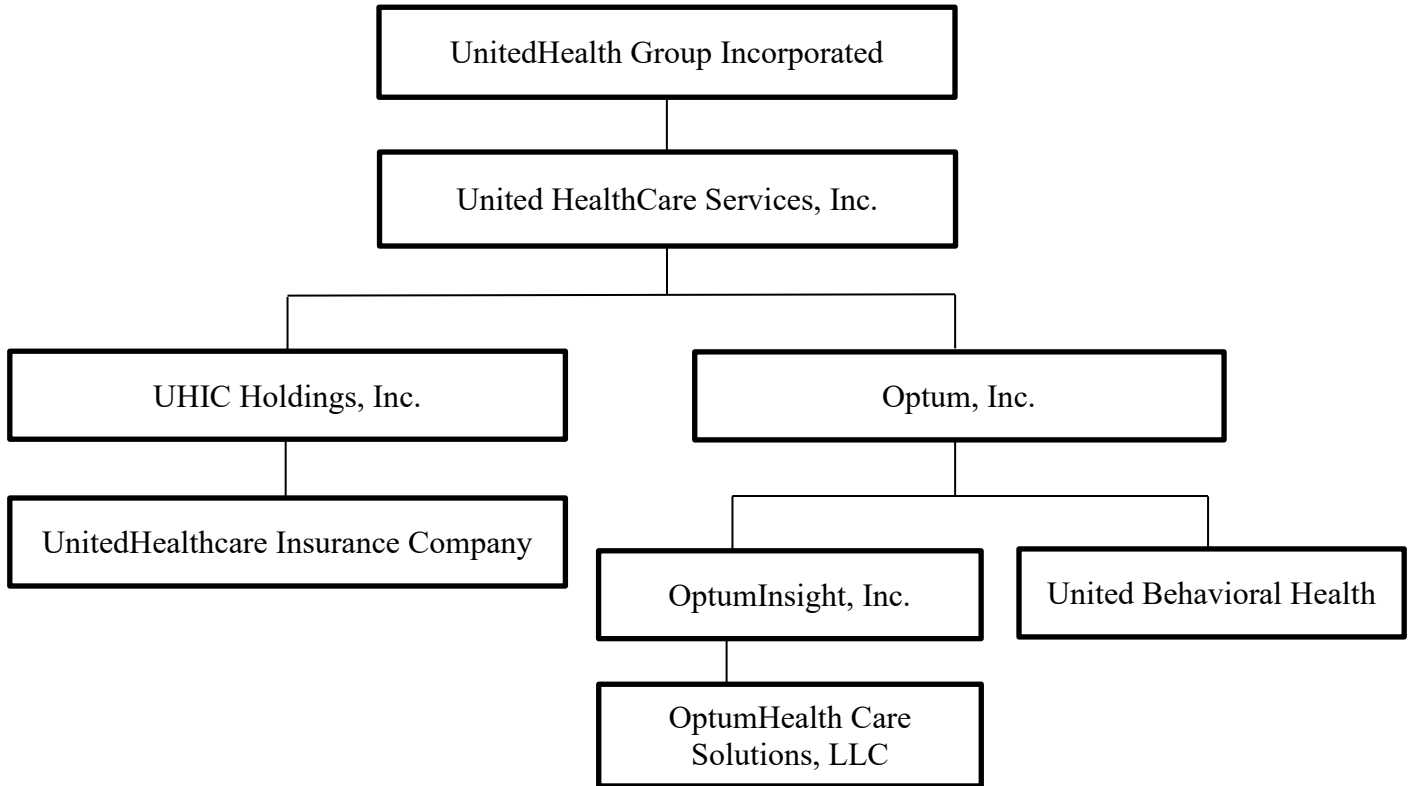 UnitedHealth Group Incorporated
United HealthCare Services, Inc.
UHIC Holdings, Inc.
Optum, Inc.
UnitedHealthcare Insurance Company
OptumInsight, Inc.
United Behavioral Health
OptumHealth Care
Solutions, LLC